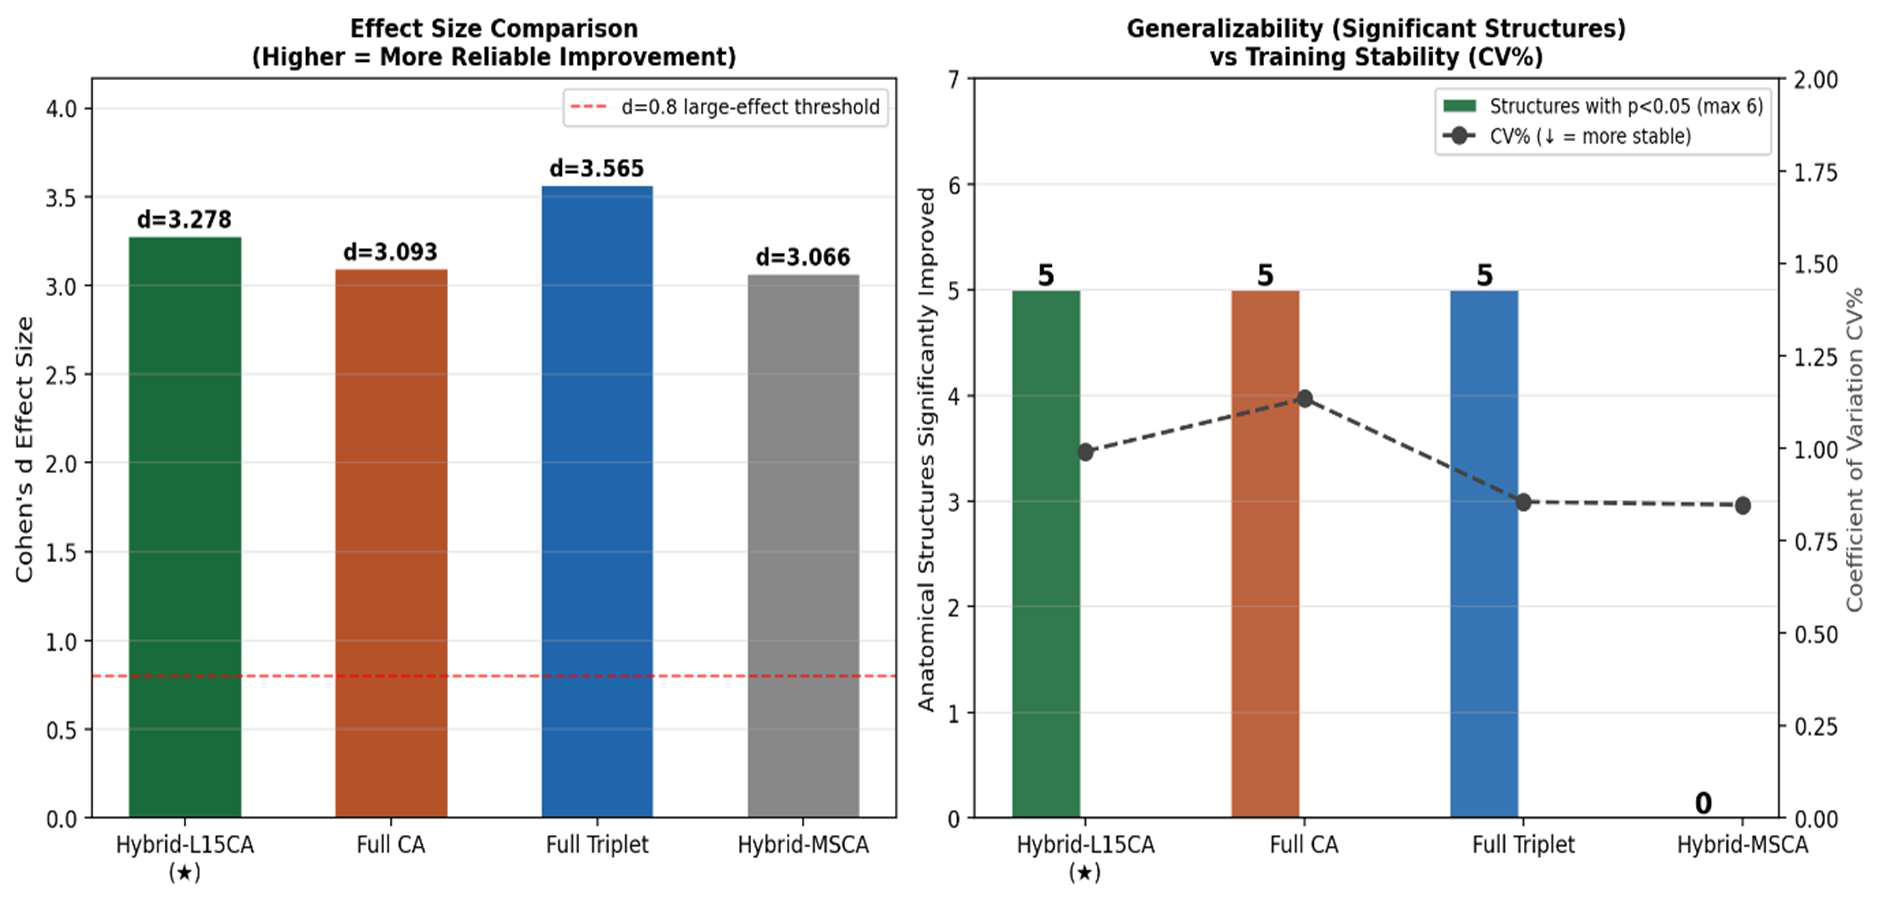 Effect Size Comparison
(Higher = More Reliable Improvement)
d=0.8 large-effect threshold
Cohen's d Effect Size
4.0
3.5
3.0
2.5
2.0
1.5
1.0
0.5
0.0
d=3.278
d=3.093
d=3.565
d=3.066
Hybrid-L15CA
(★)
Full CA
Full Triplet
Hybrid-MSCA
Generalizability (Significant Structures)
vs Training Stability (CV%)
Structures with p<0.05 (max 6)
CV% (↓ = more stable)
Anatomical Structures Significantly Improved
7
6
5
4
3
2
1
0
5
5
5
0
2.00
1.75
1.50
1.25
1.00
0.75
0.50
0.25
0.00
Coefficient of Variation CV%
Hybrid-L15CA
(★)
Full CA
Full Triplet
Hybrid-MSCA